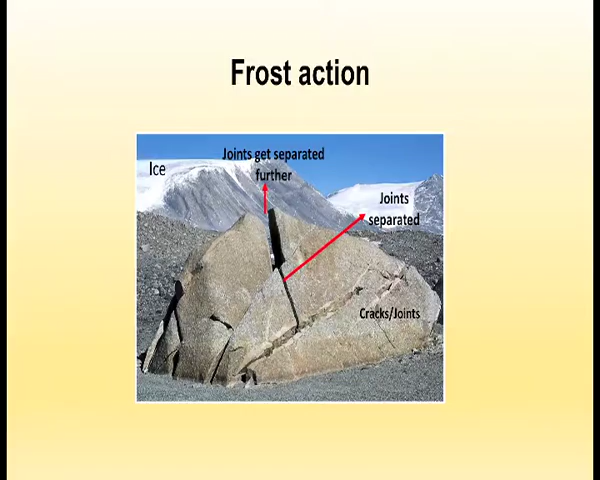 Frost action
Ice
Joints get separated
further
Joints
separated
Cracks/Joints